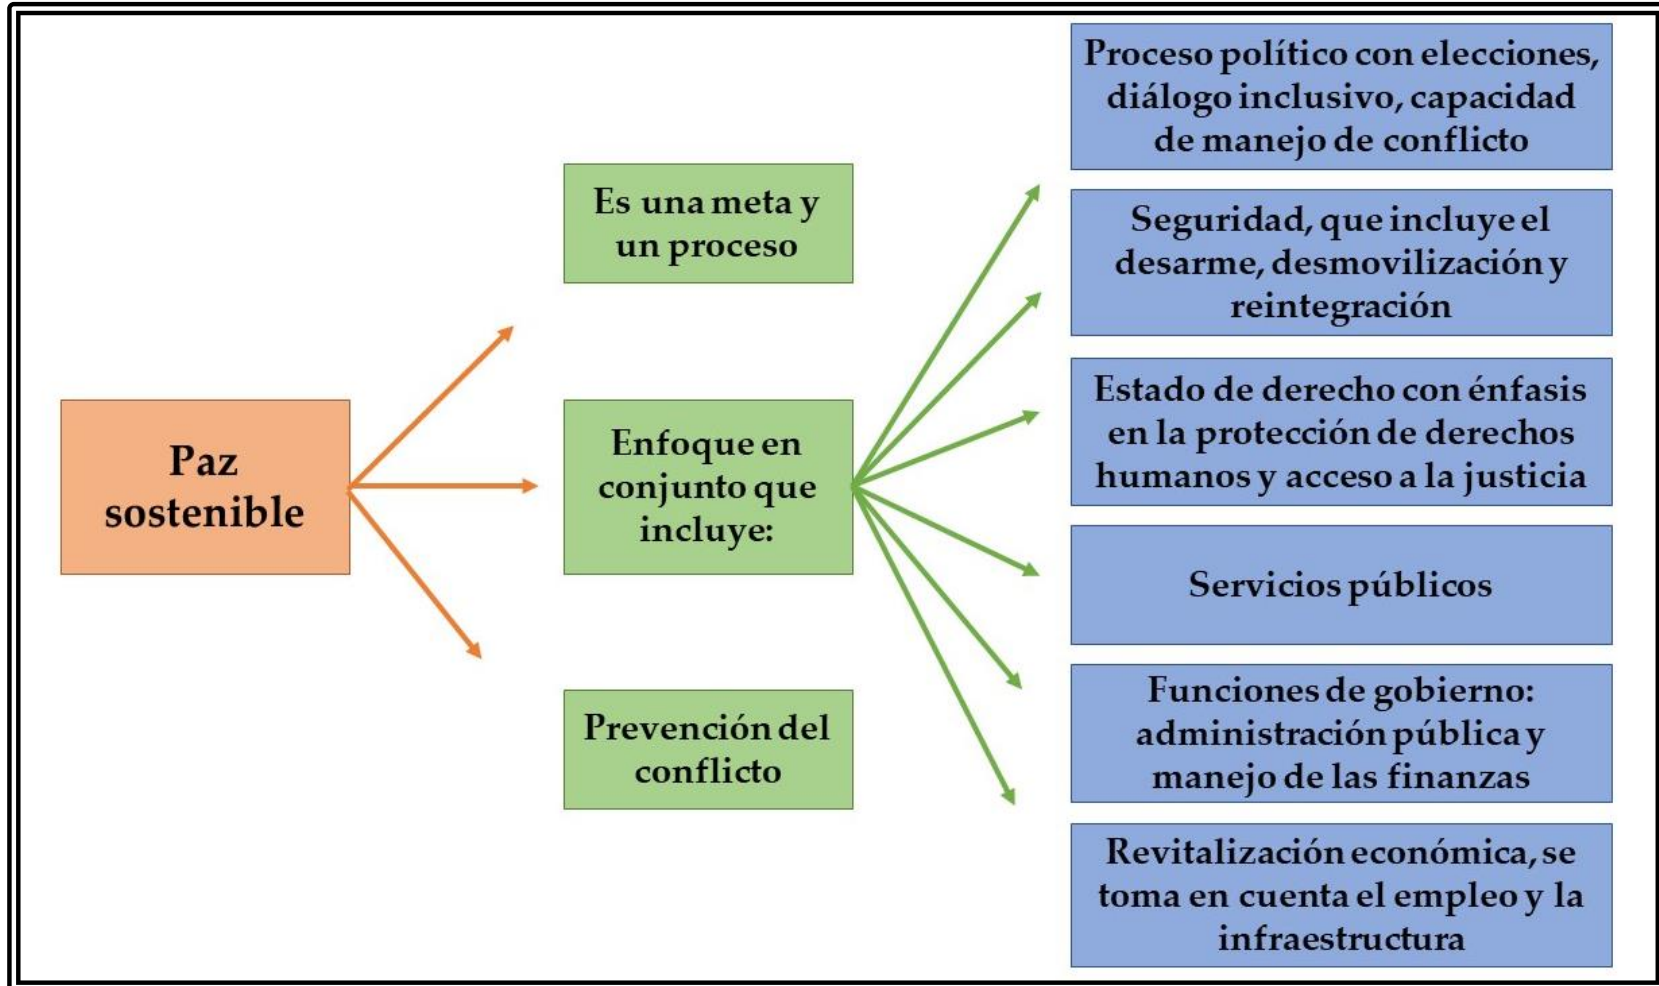 Paz
sostenible
Es una meta y
un proceso
Enfoque en
conjunto que
incluye:
Prevención del
conflicto
Proceso político con elecciones,
diálogo inclusivo, capacidad
de manejo de conflicto
Seguridad, que incluye el
desarme, desmovilización y
reintegración
Estado de derecho con énfasis
en la protección de derechos
humanos y acceso a la justicia
Servicios públicos
Funciones de gobierno:
administración pública y
manejo de las finanzas
Revitalización económica, se
toma en cuenta el empleo y la
infraestructura